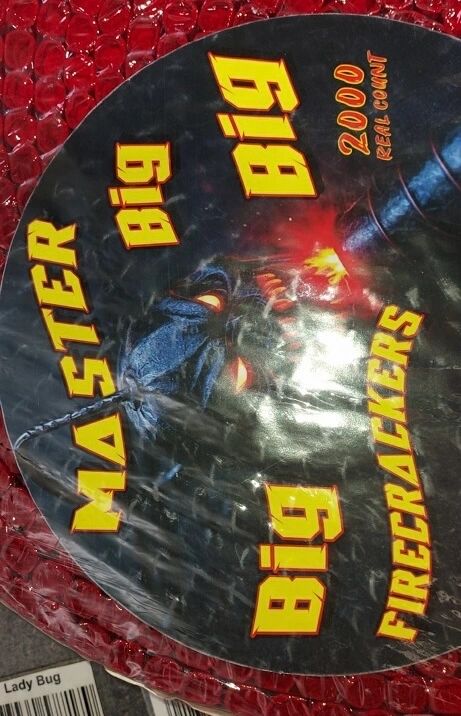 MASTER
Big
Big Big
FIRECRACKERS
2000
REAL COUNT
Lady Bug